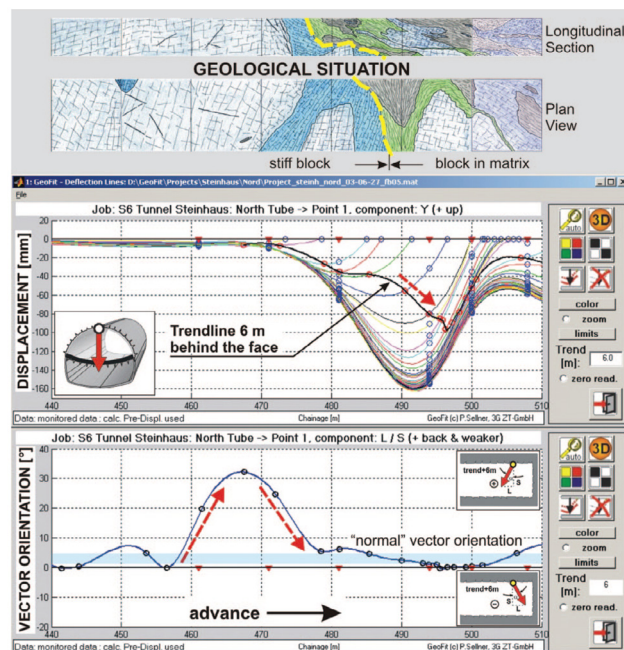 Longitudinal
Section
GEOLOGICAL SITUATION
Plan
View
stiff block
block in matrix
1: GeoFit - Deflection Lines: D:\GeoFit\Projects\Steinhaus\Nord\Project_steinh_nord_03-06-27_fb05.mat
File
Job: S6 Tunnel Steinhaus: North Tube -> Point 1, component: Y (+ up)
DISPLACEMENT [mm]
20
0
-20
-40
-60
-80
-100
-120
-140
-160
Trendline 6 m
behind the face
440
450
460
470
480
490
500
510
Data: monitored data.: calc. Pre-Displ. used
Chainage [m]
GeoFit (c) P.Sellner, 3G ZT-GmbH
auto
3D
color
zoom
limits
Trend
[m]: 6.0
zero read.
Job: S6 Tunnel Steinhaus: North Tube -> Point 1, component: L / S (+ back & weaker)
VECTOR ORIENTATION [°]
40
30
20
10
0
-10
-20
trend+6m
S
L
"normal" vector orientation
trend+6m
S
L
advance
440
450
460
470
480
490
500
510
Data: monitored data.: calc. Pre-Displ. used
Chainage [m]
GeoFit (c) P.Sellner, 3G ZT-GmbH
auto
3D
color
zoom
limits
Trend
[m]: 6
zero read.